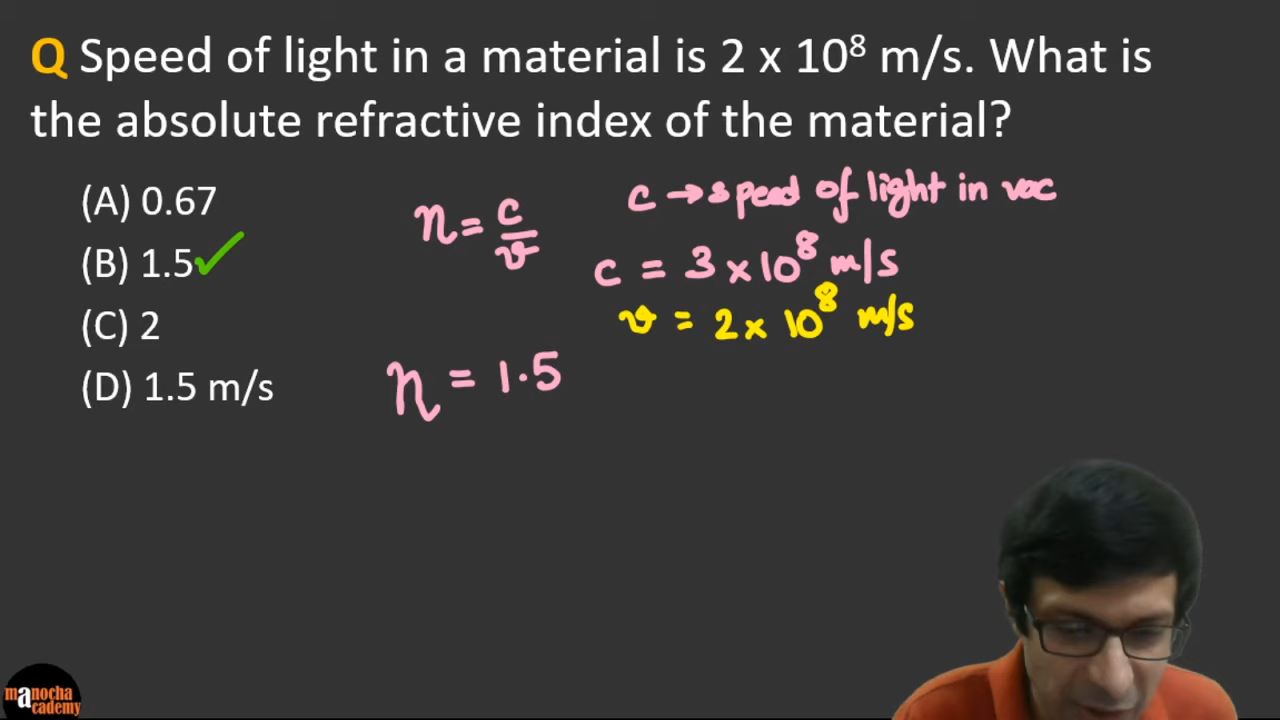 Q Speed of light in a material is 2 x 10⁸ m/s. What is
the absolute refractive index of the material?
(A) 0.67
(B) 1.5✓
(C) 2
(D) 1.5 m/s
n = c/v
c → speed of light in vac
c = 3 x 10⁸ m/s
v = 2 x 10⁸ m/s
n = 1.5
manocha
academy